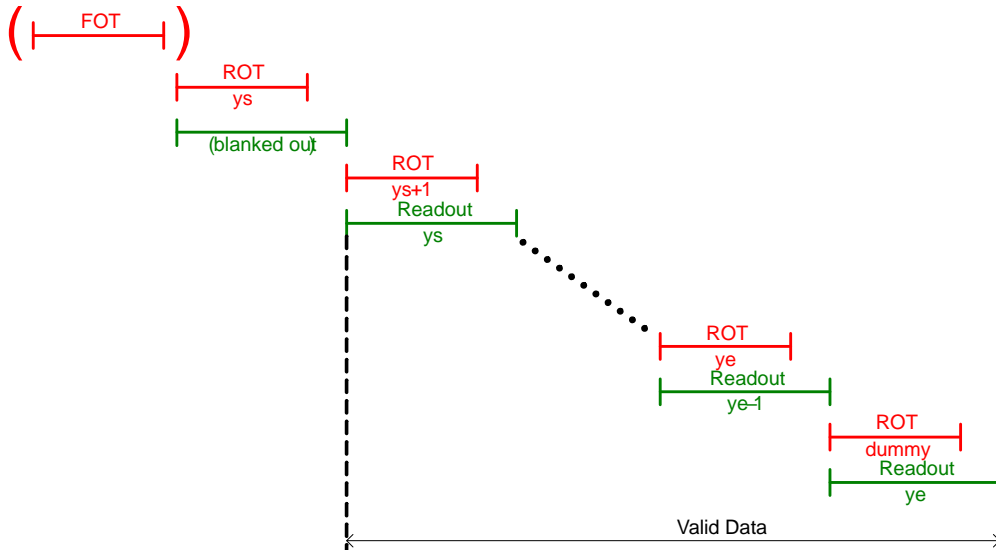 ( FOT )
ROT
ys
(blanked out)
ROT
ys+1
Readout
ys
ROT
ye
Readout
ye–1
ROT
dummy
Readout
ye
Valid Data